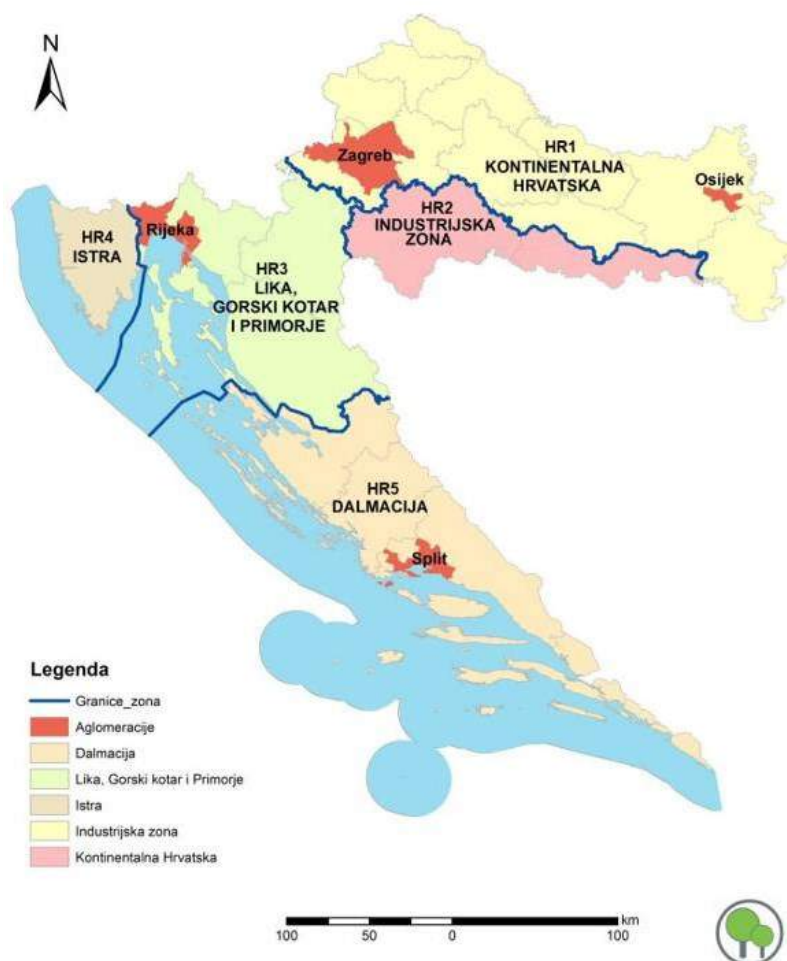 N
HR1
KONTINENTALNA
HRVATSKA
Zagreb
Osijek
HR2
INDUSTRIJSKA
ZONA
HR4
ISTRA
Rijeka
HR3
LIKA,
GORSKI KOTAR
I PRIMORJE
HR5
DALMACIJA
Split
Legenda
Granice_zona
Aglomeracije
Dalmacija
Lika, Gorski kotar i Primorje
Istra
Industrijska zona
Kontinentalna Hrvatska
km
100 50 0 100